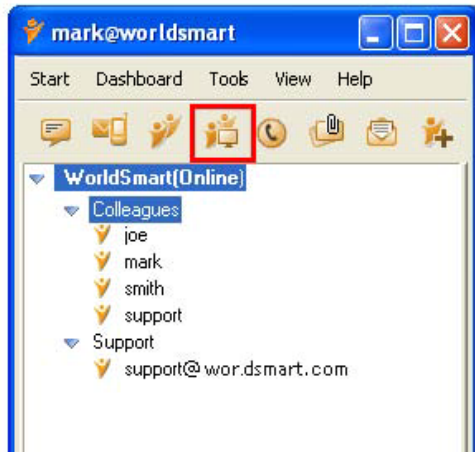 mark@worldsmart
Start Dashboard Tools View Help
WorldSmart(Online)
Colleagues
joe
mark
smith
support
Support
support@wor.dsmart.com